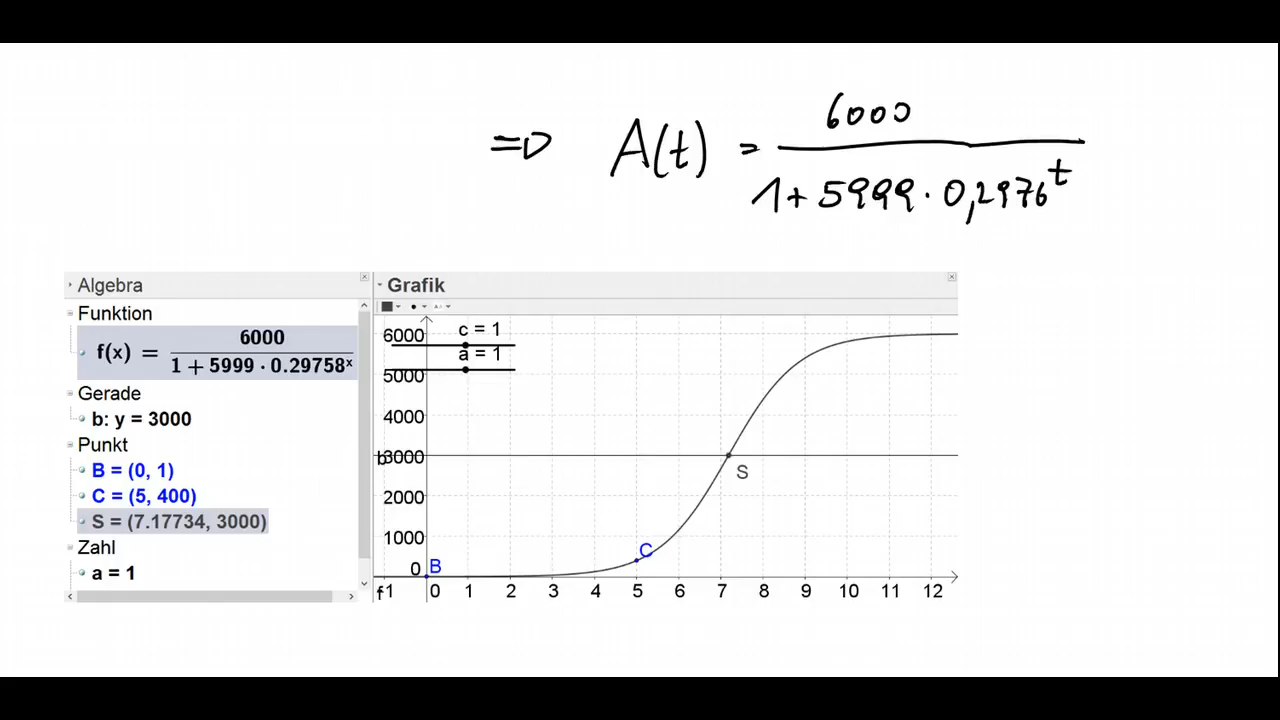 => A(t) = 6000 / (1 + 5999 · 0,2976^t)
Algebra
Funktion
f(x) = 6000 / (1 + 5999 · 0.29758^x)
Gerade
b: y = 3000
Punkt
B = (0, 1)
C = (5, 400)
S = (7.17734, 3000)
Zahl
a = 1
Grafik
c = 1
a = 1
6000
5000
4000
b
3000
2000
1000
0
S
C
B
f
-1 0 1 2 3 4 5 6 7 8 9 10 11 12